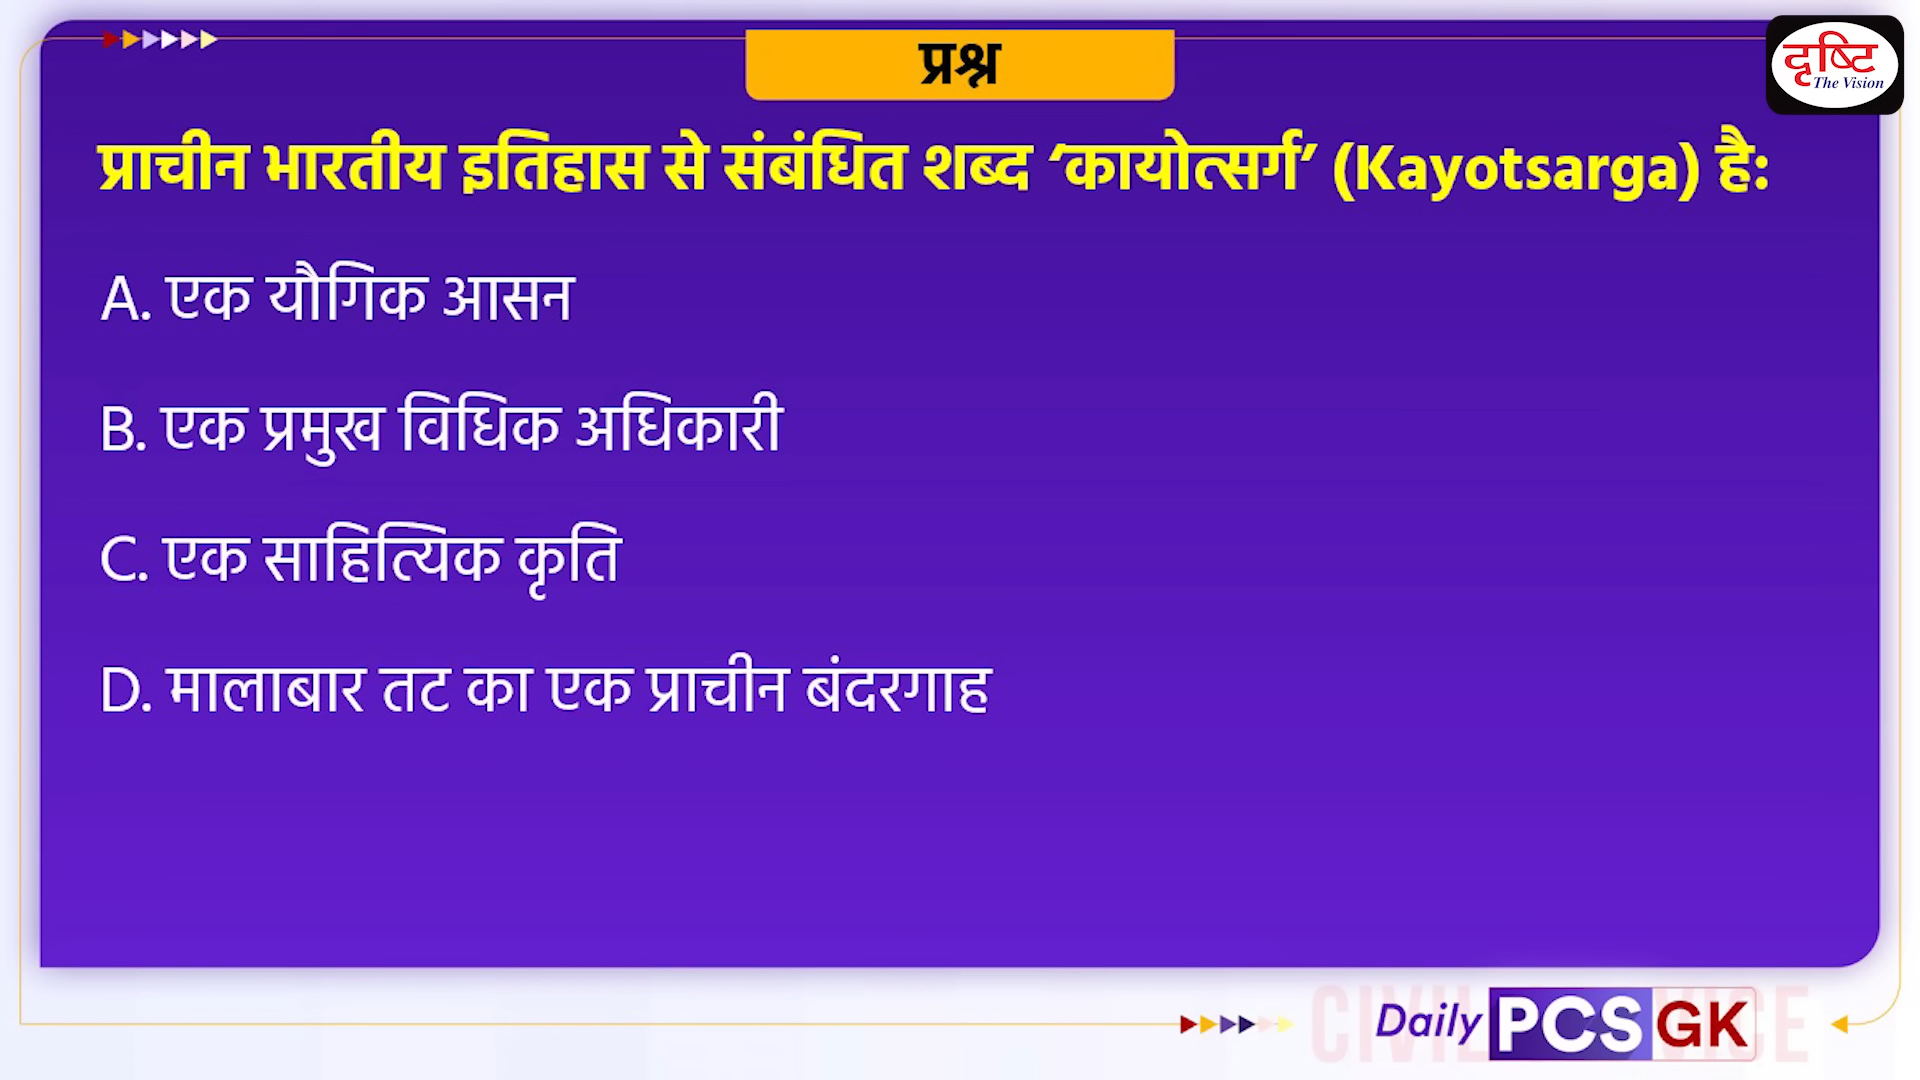 प्रश्न
दृष्टि
The Vision
प्राचीन भारतीय इतिहास से संबंधित शब्द ‘कायोत्सर्ग’ (Kayotsarga) है:
A. एक यौगिक आसन
B. एक प्रमुख विधिक अधिकारी
C. एक साहित्यिक कृति
D. मालाबार तट का एक प्राचीन बंदरगाह
Daily PCS GK